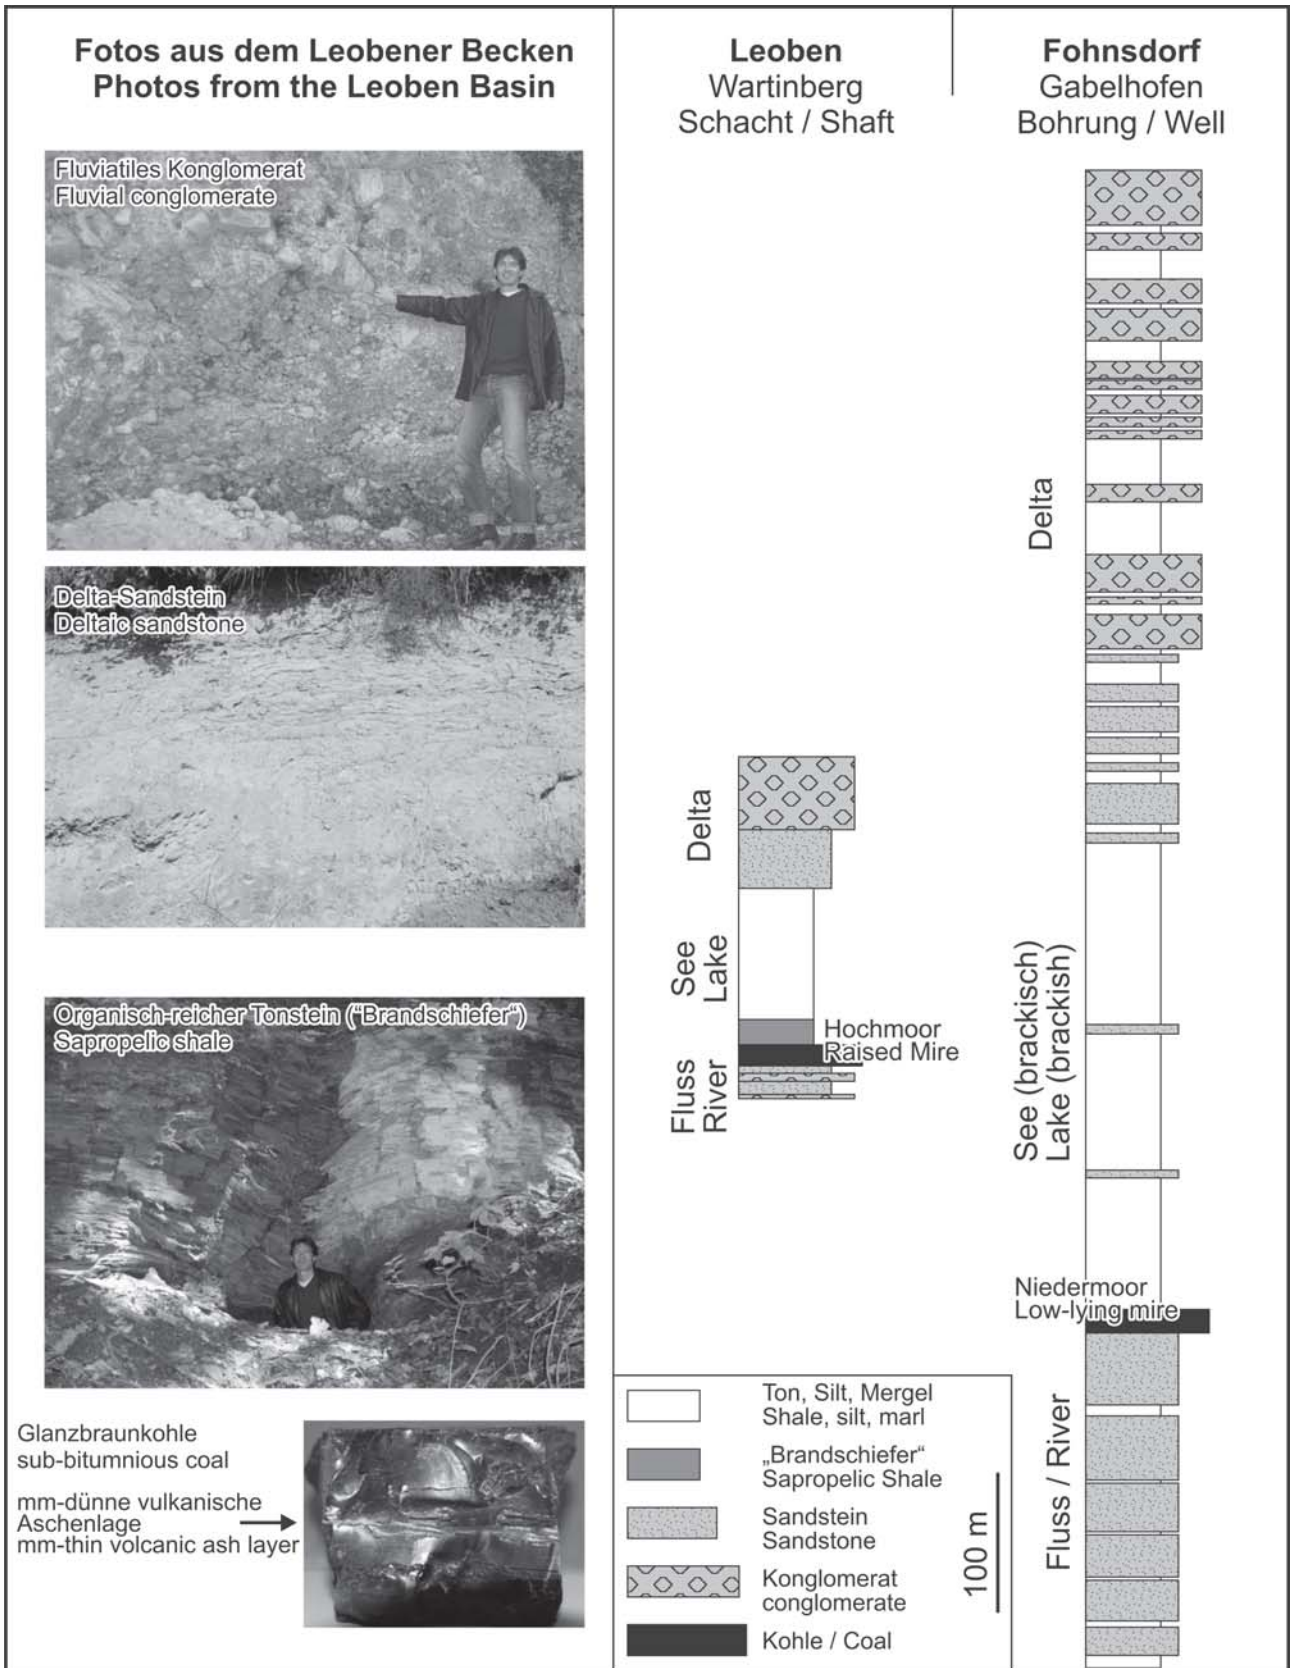 Fotos aus dem Leobener Becken
Photos from the Leoben Basin
Fluviatiles Konglomerat
Fluvial conglomerate
Delta-Sandstein
Deltaic sandstone
Organisch-reicher Tonstein (“Brandschiefer“)
Sapropelic shale
Glanzbraunkohle
sub-bitumnious coal
mm-dünne vulkanische
Aschenlage
mm-thin volcanic ash layer
Leoben
Wartinberg
Schacht / Shaft
Delta
See
Lake
Hochmoor
Raised Mire
Fluss
River
Fohnsdorf
Gabelhofen
Bohrung / Well
Delta
See (brackisch)
Lake (brackish)
Niedermoor
Low-lying mire
Fluss / River
Ton, Silt, Mergel
Shale, silt, marl
„Brandschiefer“
Sapropelic Shale
Sandstein
Sandstone
Konglomerat
conglomerate
Kohle / Coal
100 m